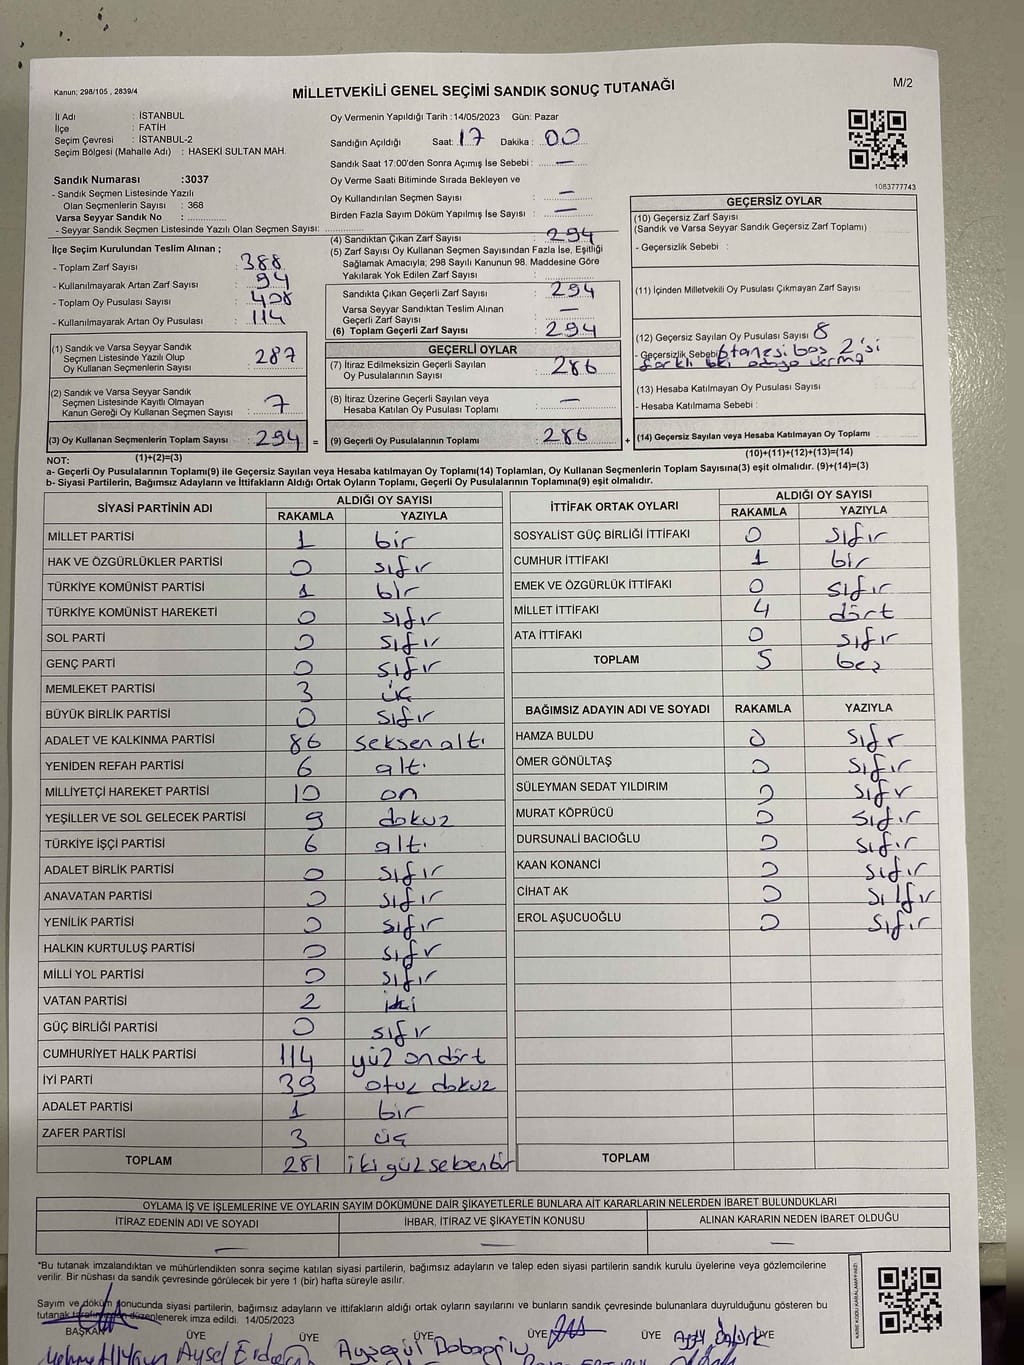 Kanun; 298/105 , 2839/4
MİLLETVEKİLİ GENEL SEÇİMİ SANDIK SONUÇ TUTANAĞI
M/2
İl Adı : İSTANBUL
İlçe : FATİH
Seçim Çevresi : İSTANBUL-2
Seçim Bölgesi (Mahalle Adı) : HASEKİ SULTAN MAH.
Oy Vermenin Yapıldığı Tarih :14/05/2023 Gün: Pazar
Sandığın Açıldığı Saat: 17 Dakika : 00
Sandık Saat 17:00'den Sonra Açımış İse Sebebi : —
Oy Verme Saati Bitiminde Sırada Bekleyen ve
Oy Kullandırılan Seçmen Sayısı : —
Birden Fazla Sayım Döküm Yapılmış İse Sayısı : —
1083777743
Sandık Numarası :3037
- Sandık Seçmen Listesinde Yazılı
Olan Seçmenlerin Sayısı : 368
Varsa Seyyar Sandık No : ..............
- Seyyar Sandık Seçmen Listesinde Yazılı Olan Seçmen Sayısı: ..............
İlçe Seçim Kurulundan Teslim Alınan ;
- Toplam Zarf Sayısı : 388
- Kullanılmayarak Artan Zarf Sayısı : 94
- Toplam Oy Pusulası Sayısı : 408
- Kullanılmayarak Artan Oy Pusulası : 114
(1) Sandık ve Varsa Seyyar Sandık
Seçmen Listesinde Yazılı Olup
Oy Kullanan Seçmenlerin Sayısı : 287
(2) Sandık ve Varsa Seyyar Sandık
Seçmen Listesinde Kayıtlı Olmayan
Kanun Gereği Oy Kullanan Seçmen Sayısı : 7
(3) Oy Kullanan Seçmenlerin Toplam Sayısı : 294 =
(4) Sandıktan Çıkan Zarf Sayısı : 294
(5) Zarf Sayısı Oy Kullanan Seçmen Sayısından Fazla İse, Eşitliği
Sağlamak Amacıyla; 298 Sayılı Kanunun 98. Maddesine Göre
Yakılarak Yok Edilen Zarf Sayısı :
Sandıkta Çıkan Geçerli Zarf Sayısı : 294
Varsa Seyyar Sandıktan Teslim Alınan
Geçerli Zarf Sayısı : —
(6) Toplam Geçerli Zarf Sayısı : 294
GEÇERLİ OYLAR
(7) İtiraz Edilmeksizin Geçerli Sayılan
Oy Pusulalarının Sayısı : 286
(8) İtiraz Üzerine Geçerli Sayılan veya
Hesaba Katılan Oy Pusulası Toplamı : —
(9) Geçerli Oy Pusulalarının Toplamı : 286 +
GEÇERSİZ OYLAR
(10) Geçersiz Zarf Sayısı
(Sandık ve Varsa Seyyar Sandık Geçersiz Zarf Toplamı)
- Geçersizlik Sebebi :
(11) İçinden Milletvekili Oy Pusulası Çıkmayan Zarf Sayısı
(12) Geçersiz Sayılan Oy Pusulası Sayısı 8
- Geçersizlik Sebebi: 6 tanesi boş 2'si
farklı iki adaya verme
(13) Hesaba Katılmayan Oy Pusulası Sayısı
- Hesaba Katılmama Sebebi :
(14) Geçersiz Sayılan veya Hesaba Katılmayan Oy Toplamı
NOT: (1)+(2)=(3) (10)+(11)+(12)+(13)=(14)
a- Geçerli Oy Pusulalarının Toplamı(9) ile Geçersiz Sayılan veya Hesaba katılmayan Oy Toplamı(14) Toplamları, Oy Kullanan Seçmenlerin Toplam Sayısına(3) eşit olmalıdır. (9)+(14)=(3)
b- Siyasi Partilerin, Bağımsız Adayların ve İttifakların Aldığı Ortak Oyların Toplamı, Geçerli Oy Pusulalarının Toplamına(9) eşit olmalıdır.
SİYASİ PARTİNİN ADI ALDIĞI OY SAYISI
RAKAMLA YAZIYLA
MİLLET PARTİSİ 1 bir
HAK VE ÖZGÜRLÜKLER PARTİSİ 0 sıfır
TÜRKİYE KOMÜNİST PARTİSİ 1 bir
TÜRKİYE KOMÜNİST HAREKETİ 0 sıfır
SOL PARTİ 0 sıfır
GENÇ PARTİ 0 sıfır
MEMLEKET PARTİSİ 3 üç
BÜYÜK BİRLİK PARTİSİ 0 sıfır
ADALET VE KALKINMA PARTİSİ 86 seksen altı
YENİDEN REFAH PARTİSİ 6 altı
MİLLİYETÇİ HAREKET PARTİSİ 10 on
YEŞİLLER VE SOL GELECEK PARTİSİ 9 dokuz
TÜRKİYE İŞÇİ PARTİSİ 6 altı
ADALET BİRLİK PARTİSİ 0 sıfır
ANAVATAN PARTİSİ 0 sıfır
YENİLİK PARTİSİ 0 sıfır
HALKIN KURTULUŞ PARTİSİ 0 sıfır
MİLLİ YOL PARTİSİ 0 sıfır
VATAN PARTİSİ 2 iki
GÜÇ BİRLİĞİ PARTİSİ 0 sıfır
CUMHURİYET HALK PARTİSİ 114 yüz on dört
İYİ PARTİ 39 otuz dokuz
ADALET PARTİSİ 1 bir
ZAFER PARTİSİ 3 üç
TOPLAM 281 iki yüz seksen bir
İTTİFAK ORTAK OYLARI ALDIĞI OY SAYISI
RAKAMLA YAZIYLA
SOSYALİST GÜÇ BİRLİĞİ İTTİFAKI 0 sıfır
CUMHUR İTTİFAKI 1 bir
EMEK VE ÖZGÜRLÜK İTTİFAKI 0 sıfır
MİLLET İTTİFAKI 4 dört
ATA İTTİFAKI 0 sıfır
TOPLAM 5 beş
BAĞIMSIZ ADAYIN ADI VE SOYADI RAKAMLA YAZIYLA
HAMZA BULDU 0 sıfr
ÖMER GÖNÜLTAŞ 0 sıfır
SÜLEYMAN SEDAT YILDIRIM 0 sıfır
MURAT KÖPRÜCÜ 0 sıfır
DURSUNALİ BACIOĞLU 0 sıfır
KAAN KONANCİ 0 sıfır
CİHAT AK 0 sıfır
EROL AŞUCUOĞLU 0 sıfır
TOPLAM
OYLAMA İŞ VE İŞLEMLERİNE VE OYLARIN SAYIM DÖKÜMÜNE DAİR ŞİKAYETLERLE BUNLARA AİT KARARLARIN NELERDEN İBARET BULUNDUKLARI
İTİRAZ EDENİN ADI VE SOYADI İHBAR, İTİRAZ VE ŞİKAYETİN KONUSU ALINAN KARARIN NEDEN İBARET OLDUĞU
— — —
*Bu tutanak imzalandıktan ve mühürlendikten sonra seçime katılan siyasi partilerin, bağımsız adayların ve talep eden siyasi partilerin sandık kurulu üyelerine veya gözlemcilerine
verilir. Bir nüshası da sandık çevresinde görülecek bir yere 1 (bir) hafta süreyle asılır.
Sayım ve döküm sonucunda siyasi partilerin, bağımsız adayların ve ittifakların aldığı ortak oyların sayılarını ve bunların sandık çevresinde bulunanlara duyrulduğunu gösteren bu
tutanak tarafımızdan düzenlenerek imza edildi. 14/05/2023
BAŞKAN ÜYE ÜYE ÜYE ÜYE ÜYE ÜYE
Aysel Ayşegül